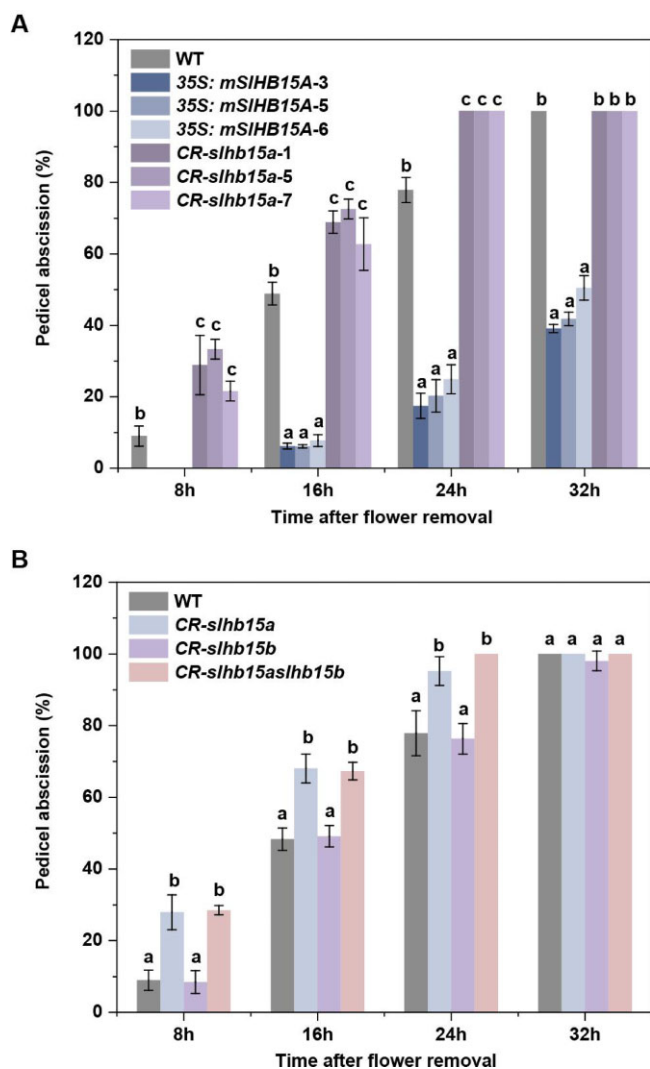 A
120
100
80
60
40
20
0
Pedicel abscission (%)
WT
35S: mSlHB15A-3
35S: mSlHB15A-5
35S: mSlHB15A-6
CR-slhb15a-1
CR-slhb15a-5
CR-slhb15a-7
b c c c
b a a a c c c
b a a a c c c
b a a a b b b
8h 16h 24h 32h
Time after flower removal
B
120
100
80
60
40
20
0
Pedicel abscission (%)
WT
CR-slhb15a
CR-slhb15b
CR-slhb15aslhb15b
a b a b
a b a b
a b a b
a a a a
8h 16h 24h 32h
Time after flower removal